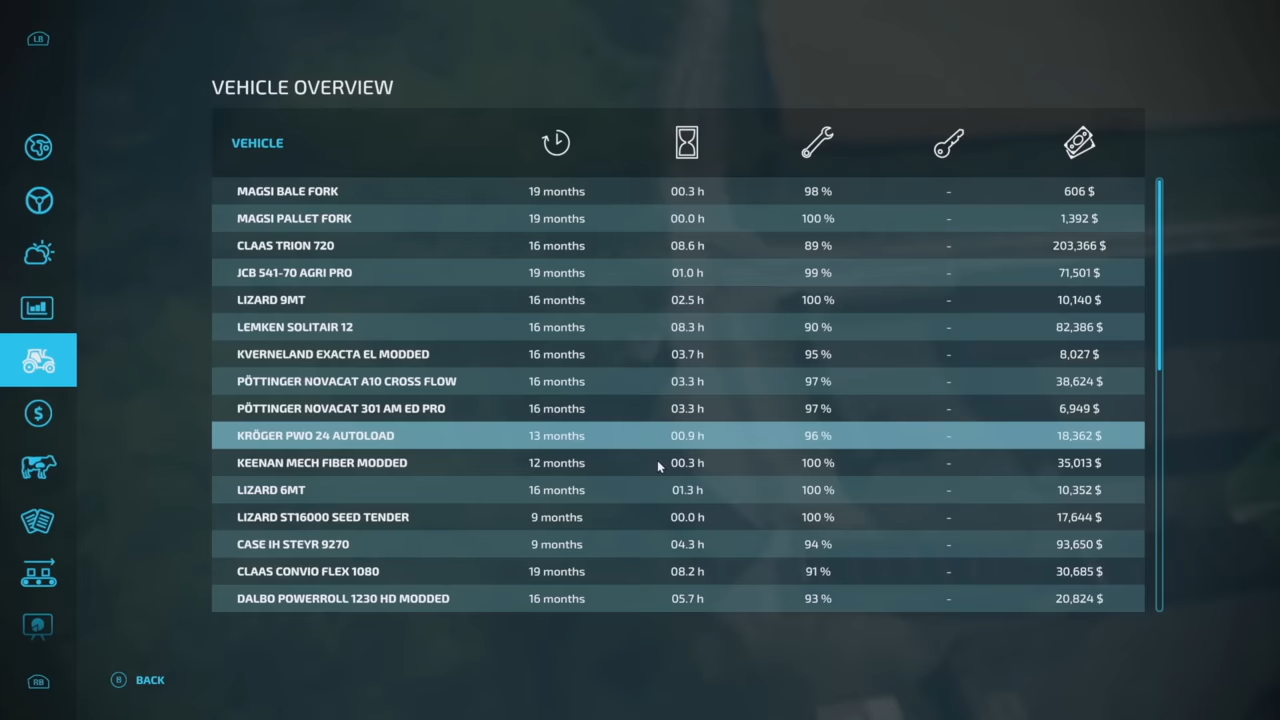 LB
VEHICLE OVERVIEW
VEHICLE
MAGSI BALE FORK 19 months 00.3 h 98 % - 606 $
MAGSI PALLET FORK 19 months 00.0 h 100 % - 1,392 $
CLAAS TRION 720 16 months 08.6 h 89 % - 203,366 $
JCB 541-70 AGRI PRO 19 months 01.0 h 99 % - 71,501 $
LIZARD 9MT 16 months 02.5 h 100 % - 10,140 $
LEMKEN SOLITAIR 12 16 months 08.3 h 90 % - 82,386 $
KVERNELAND EXACTA EL MODDED 16 months 03.7 h 95 % - 8,027 $
PÖTTINGER NOVACAT A10 CROSS FLOW 16 months 03.3 h 97 % - 38,624 $
PÖTTINGER NOVACAT 301 AM ED PRO 16 months 03.3 h 97 % - 6,949 $
KRÖGER PWO 24 AUTOLOAD 13 months 00.9 h 96 % - 18,362 $
KEENAN MECH FIBER MODDED 12 months 00.3 h 100 % - 35,013 $
LIZARD 6MT 16 months 01.3 h 100 % - 10,352 $
LIZARD ST16000 SEED TENDER 9 months 00.0 h 100 % - 17,644 $
CASE IH STEYR 9270 9 months 04.3 h 94 % - 93,650 $
CLAAS CONVIO FLEX 1080 19 months 08.2 h 91 % - 30,685 $
DALBO POWERROLL 1230 HD MODDED 16 months 05.7 h 93 % - 20,824 $
RB
B BACK